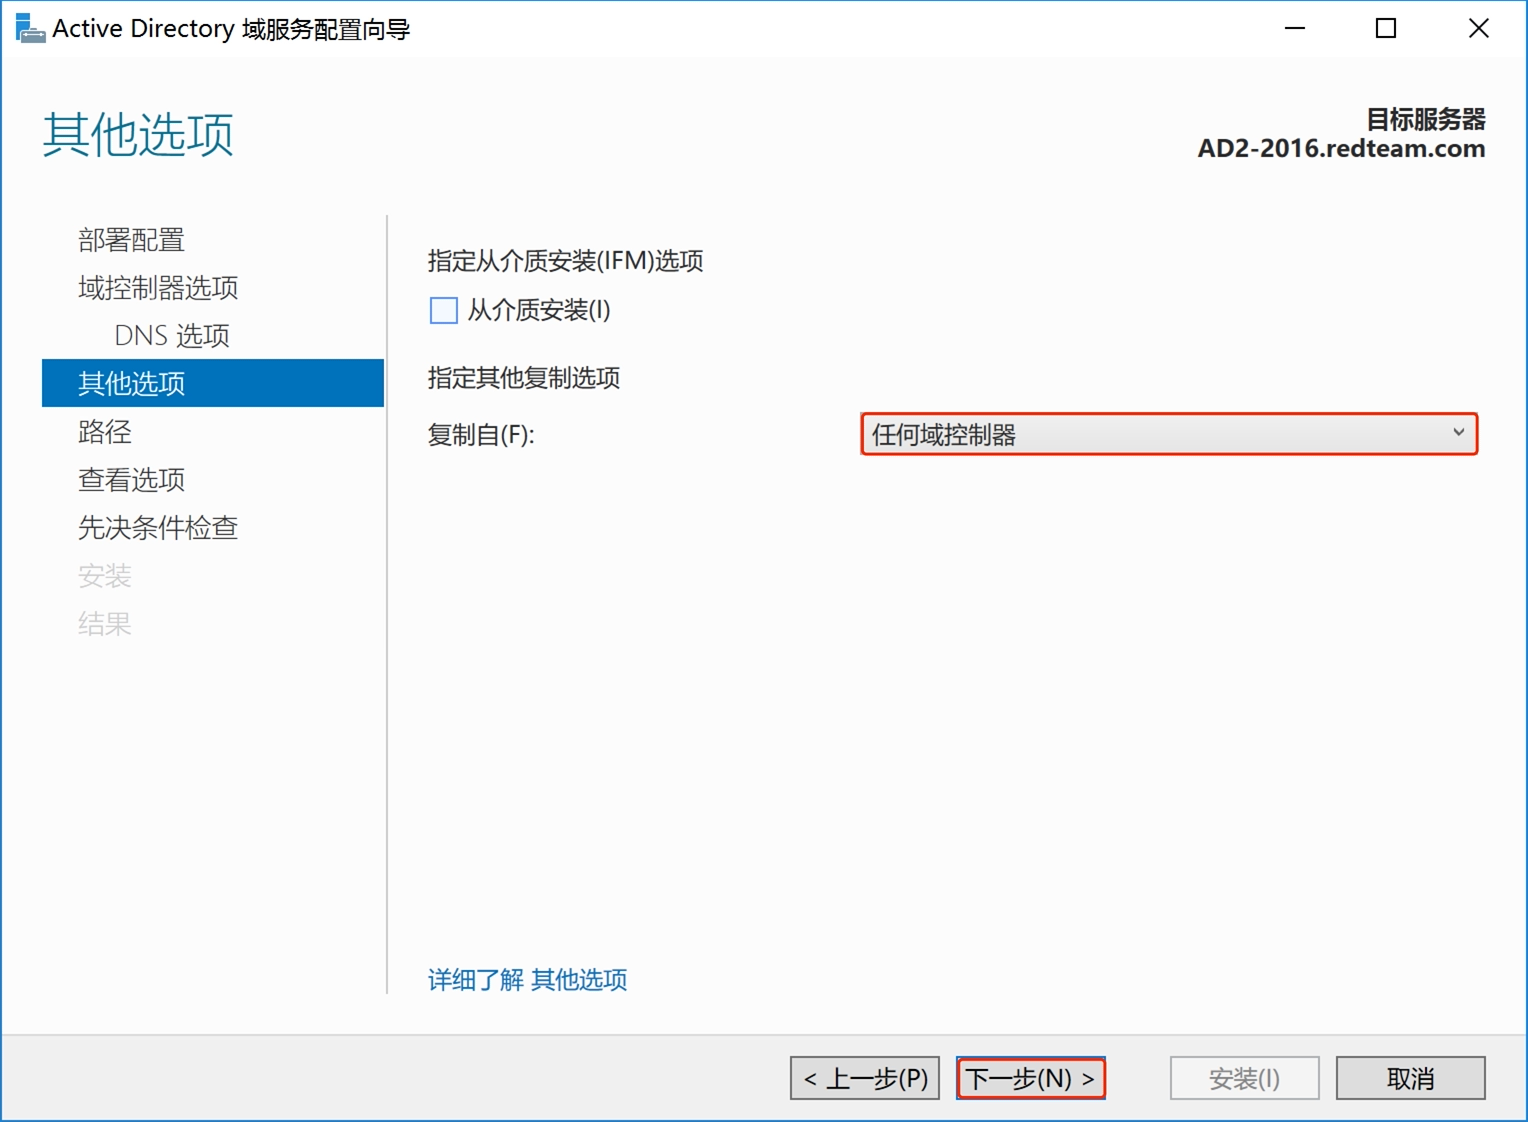 Active Directory 域服务配置向导
其他选项
目标服务器
AD2-2016.redteam.com
部署配置
域控制器选项
DNS 选项
其他选项
路径
查看选项
先决条件检查
安装
结果
指定从介质安装(IFM)选项
从介质安装(I)
指定其他复制选项
复制自(F):
任何域控制器
详细了解 其他选项
< 上一步(P)
下一步(N) >
安装(I)
取消